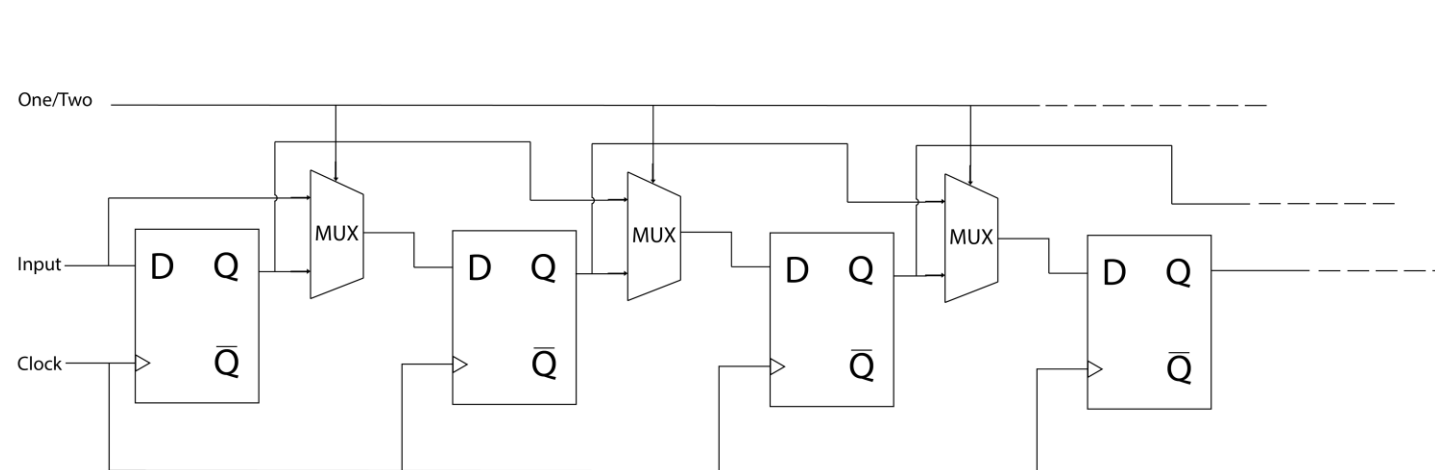 One/Two
MUX
MUX
MUX
Input
D Q
D Q
D Q
D Q
Clock
Q̅
Q̅
Q̅
Q̅